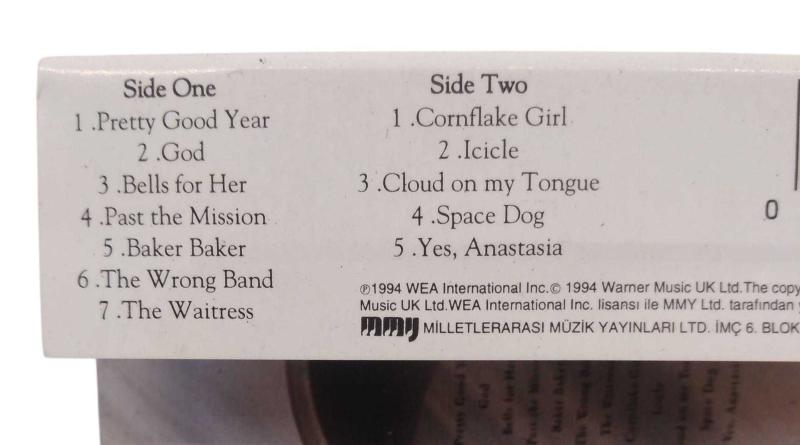 Side One
1 .Pretty Good Year
2 .God
3 .Bells for Her
4 .Past the Mission
5 .Baker Baker
6 .The Wrong Band
7 .The Waitress
Side Two
1 .Cornflake Girl
2 .Icicle
3 .Cloud on my Tongue
4 .Space Dog
5 .Yes, Anastasia
℗1994 WEA International Inc.© 1994 Warner Music UK Ltd.The copy
Music UK Ltd.WEA International Inc. lisansı ile MMY Ltd. tarafından
mmy MİLLETLERARASI MÜZİK YAYINLARI LTD. İMÇ 6. BLOK
0